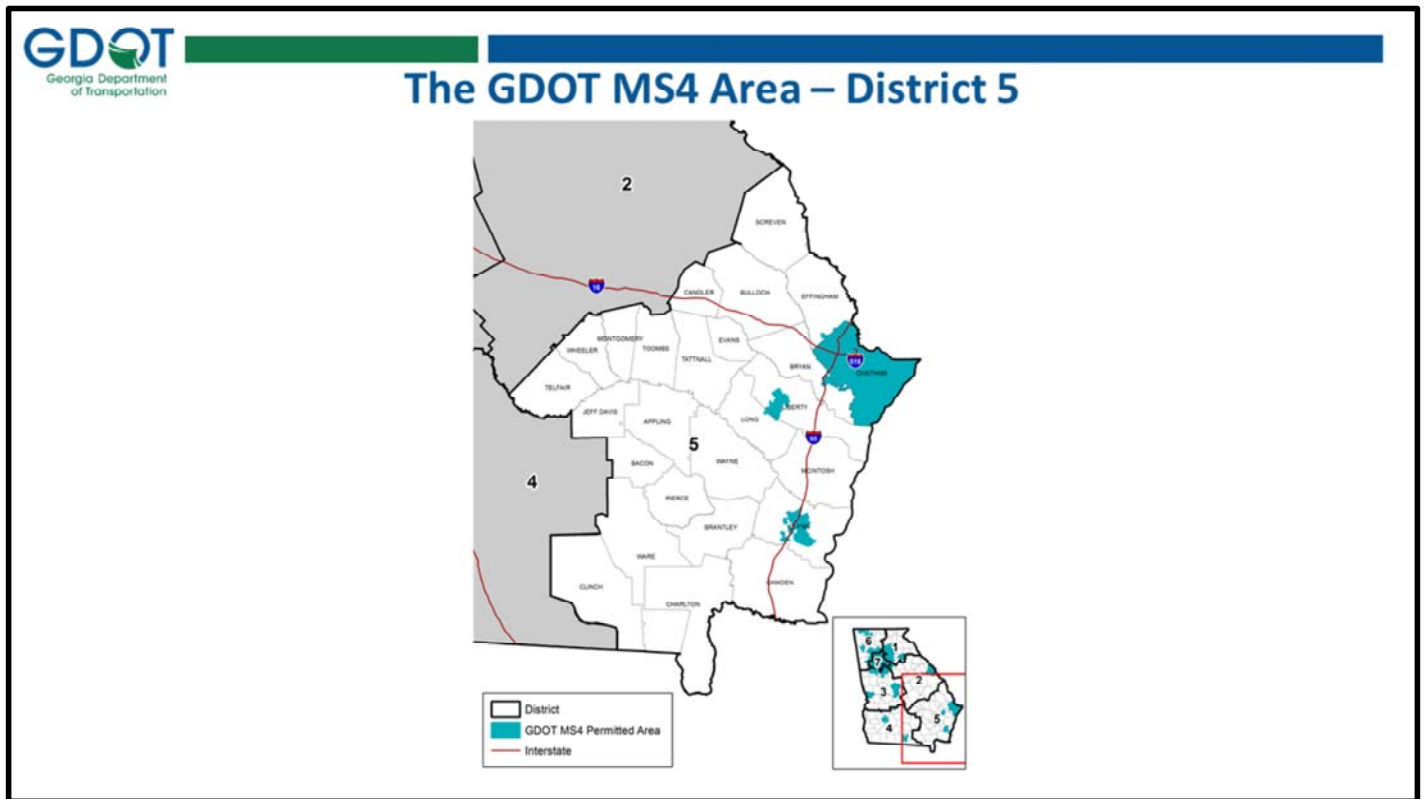 GDOT
Georgia Department
of Transportation
The GDOT MS4 Area – District 5
2
SCREVEN
16
CANDLER
BULLOCH
EFFINGHAM
MONTGOMERY
EVANS
WHEELER
TOOMBS
TATTNALL
BRYAN
516
CHATHAM
TELFAIR
JEFF DAVIS
LIBERTY
APPLING
LONG
5
95
BACON
WAYNE
MCINTOSH
4
PIERCE
BRANTLEY
GLYNN
WARE
CLINCH
CAMDEN
CHARLTON
6
1
7
2
3
5
4
District
GDOT MS4 Permitted Area
Interstate